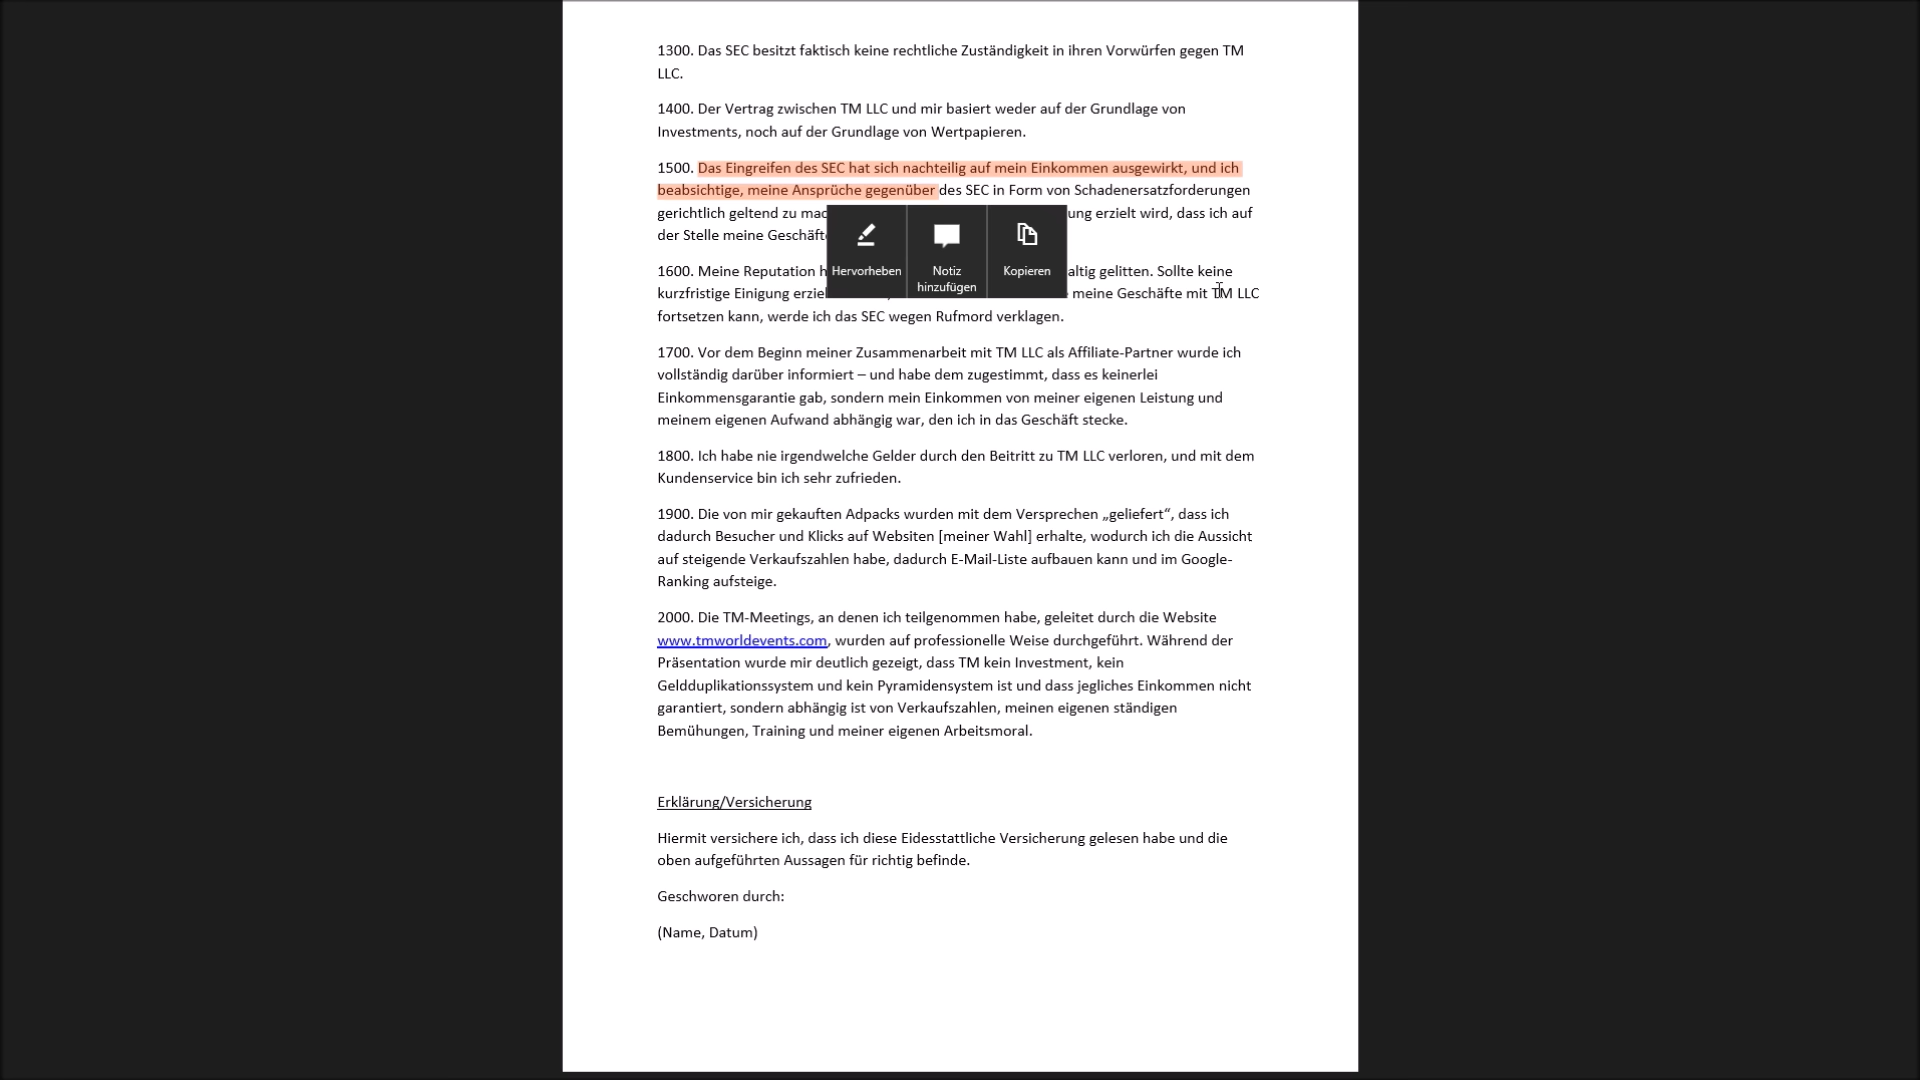 1300. Das SEC besitzt faktisch keine rechtliche Zuständigkeit in ihren Vorwürfen gegen TM
LLC.
1400. Der Vertrag zwischen TM LLC und mir basiert weder auf der Grundlage von
Investments, noch auf der Grundlage von Wertpapieren.
1500. Das Eingreifen des SEC hat sich nachteilig auf mein Einkommen ausgewirkt, und ich
beabsichtige, meine Ansprüche gegenüber des SEC in Form von Schadenersatzforderungen
gerichtlich geltend zu mac ung erzielt wird, dass ich auf
der Stelle meine Geschäfte
Hervorheben
Notiz
hinzufügen
Kopieren
1600. Meine Reputation h altig gelitten. Sollte keine
kurzfristige Einigung erziel meine Geschäfte mit TM LLC
fortsetzen kann, werde ich das SEC wegen Rufmord verklagen.
1700. Vor dem Beginn meiner Zusammenarbeit mit TM LLC als Affiliate-Partner wurde ich
vollständig darüber informiert – und habe dem zugestimmt, dass es keinerlei
Einkommensgarantie gab, sondern mein Einkommen von meiner eigenen Leistung und
meinem eigenen Aufwand abhängig war, den ich in das Geschäft stecke.
1800. Ich habe nie irgendwelche Gelder durch den Beitritt zu TM LLC verloren, und mit dem
Kundenservice bin ich sehr zufrieden.
1900. Die von mir gekauften Adpacks wurden mit dem Versprechen „geliefert“, dass ich
dadurch Besucher und Klicks auf Websiten [meiner Wahl] erhalte, wodurch ich die Aussicht
auf steigende Verkaufszahlen habe, dadurch E-Mail-Liste aufbauen kann und im Google-
Ranking aufsteige.
2000. Die TM-Meetings, an denen ich teilgenommen habe, geleitet durch die Website
www.tmworldevents.com, wurden auf professionelle Weise durchgeführt. Während der
Präsentation wurde mir deutlich gezeigt, dass TM kein Investment, kein
Geldduplikationssystem und kein Pyramidensystem ist und dass jegliches Einkommen nicht
garantiert, sondern abhängig ist von Verkaufszahlen, meinen eigenen ständigen
Bemühungen, Training und meiner eigenen Arbeitsmoral.
Erklärung/Versicherung
Hiermit versichere ich, dass ich diese Eidesstattliche Versicherung gelesen habe und die
oben aufgeführten Aussagen für richtig befinde.
Geschworen durch:
(Name, Datum)